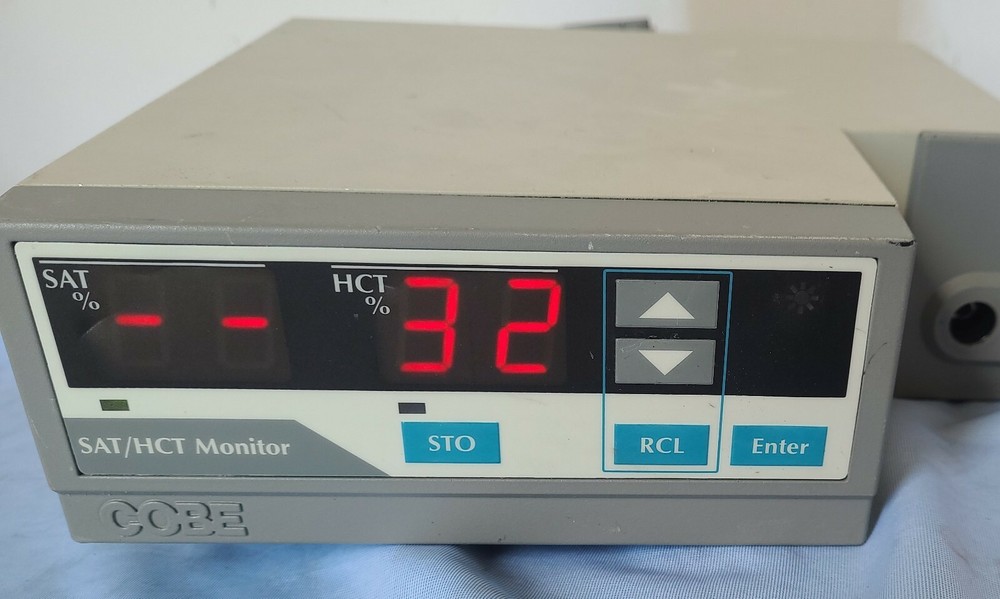 SAT
%
- -
HCT
%
32
SAT/HCT Monitor
STO
RCL
Enter
COBE